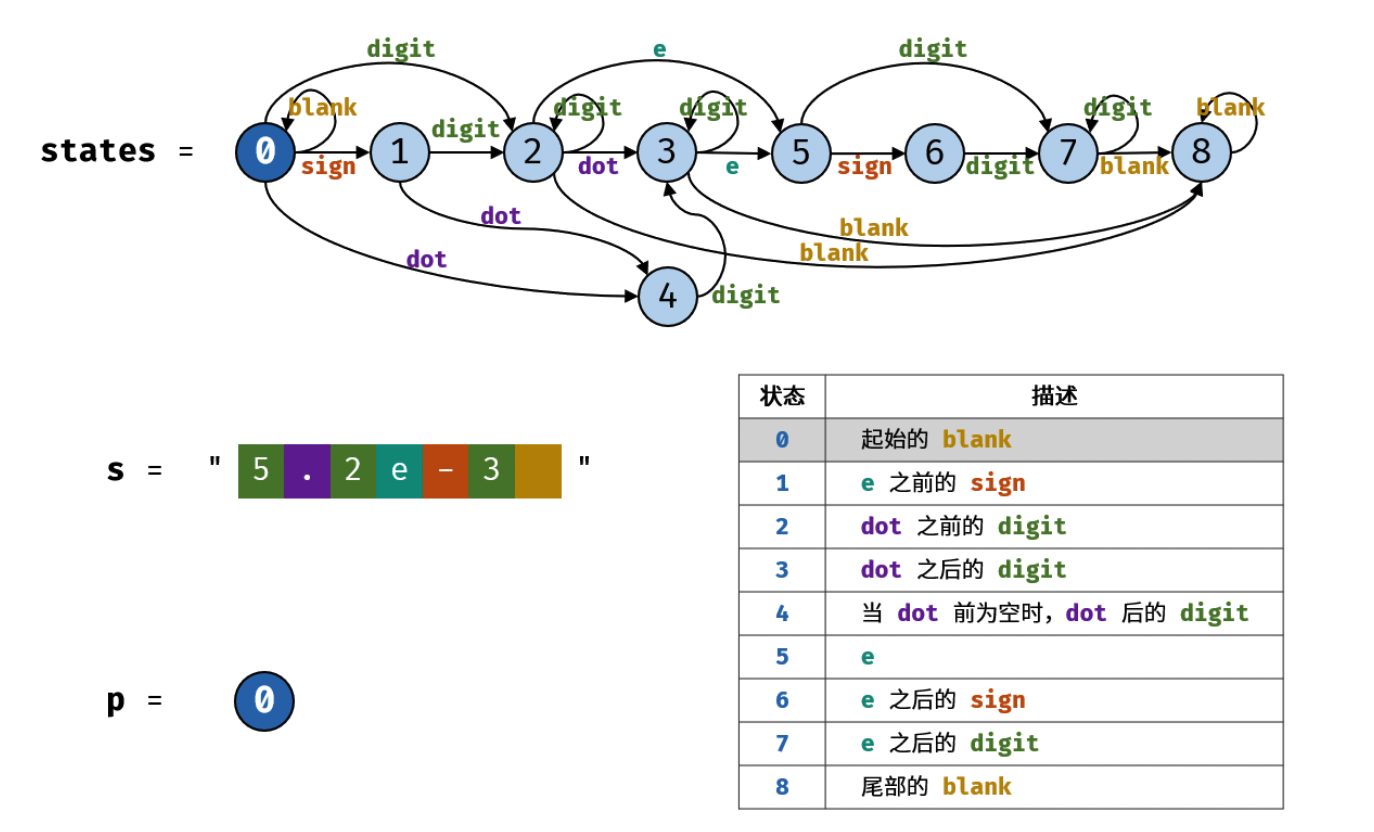 digit e digit
blank digit digit digit blank
states = 0 sign 1 digit 2 dot 3 e 5 sign 6 digit 7 blank 8
dot blank
dot blank
4 digit
状态 描述
0 起始的 blank
s = " 5 . 2 e - 3 "
1 e 之前的 sign
2 dot 之前的 digit
3 dot 之后的 digit
4 当 dot 前为空时，dot 后的 digit
5 e
p = 0
6 e 之后的 sign
7 e 之后的 digit
8 尾部的 blank